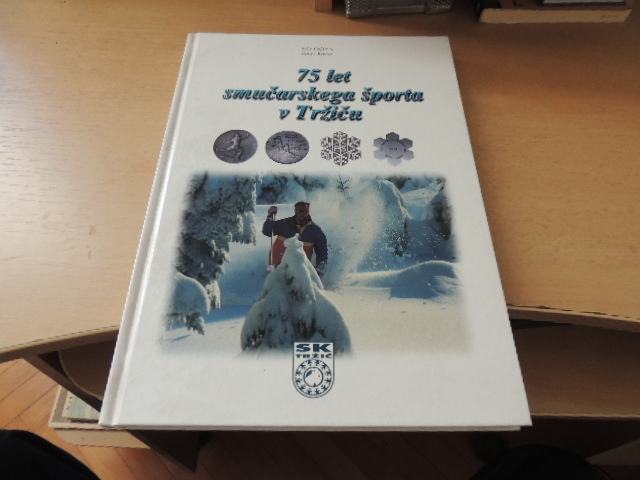 75 let
smučarskega športa
v Tržiču
SK
TRŽIČ